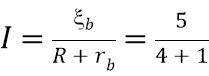 I = ξ_b / (R + r_b) = 5 / (4 + 1)